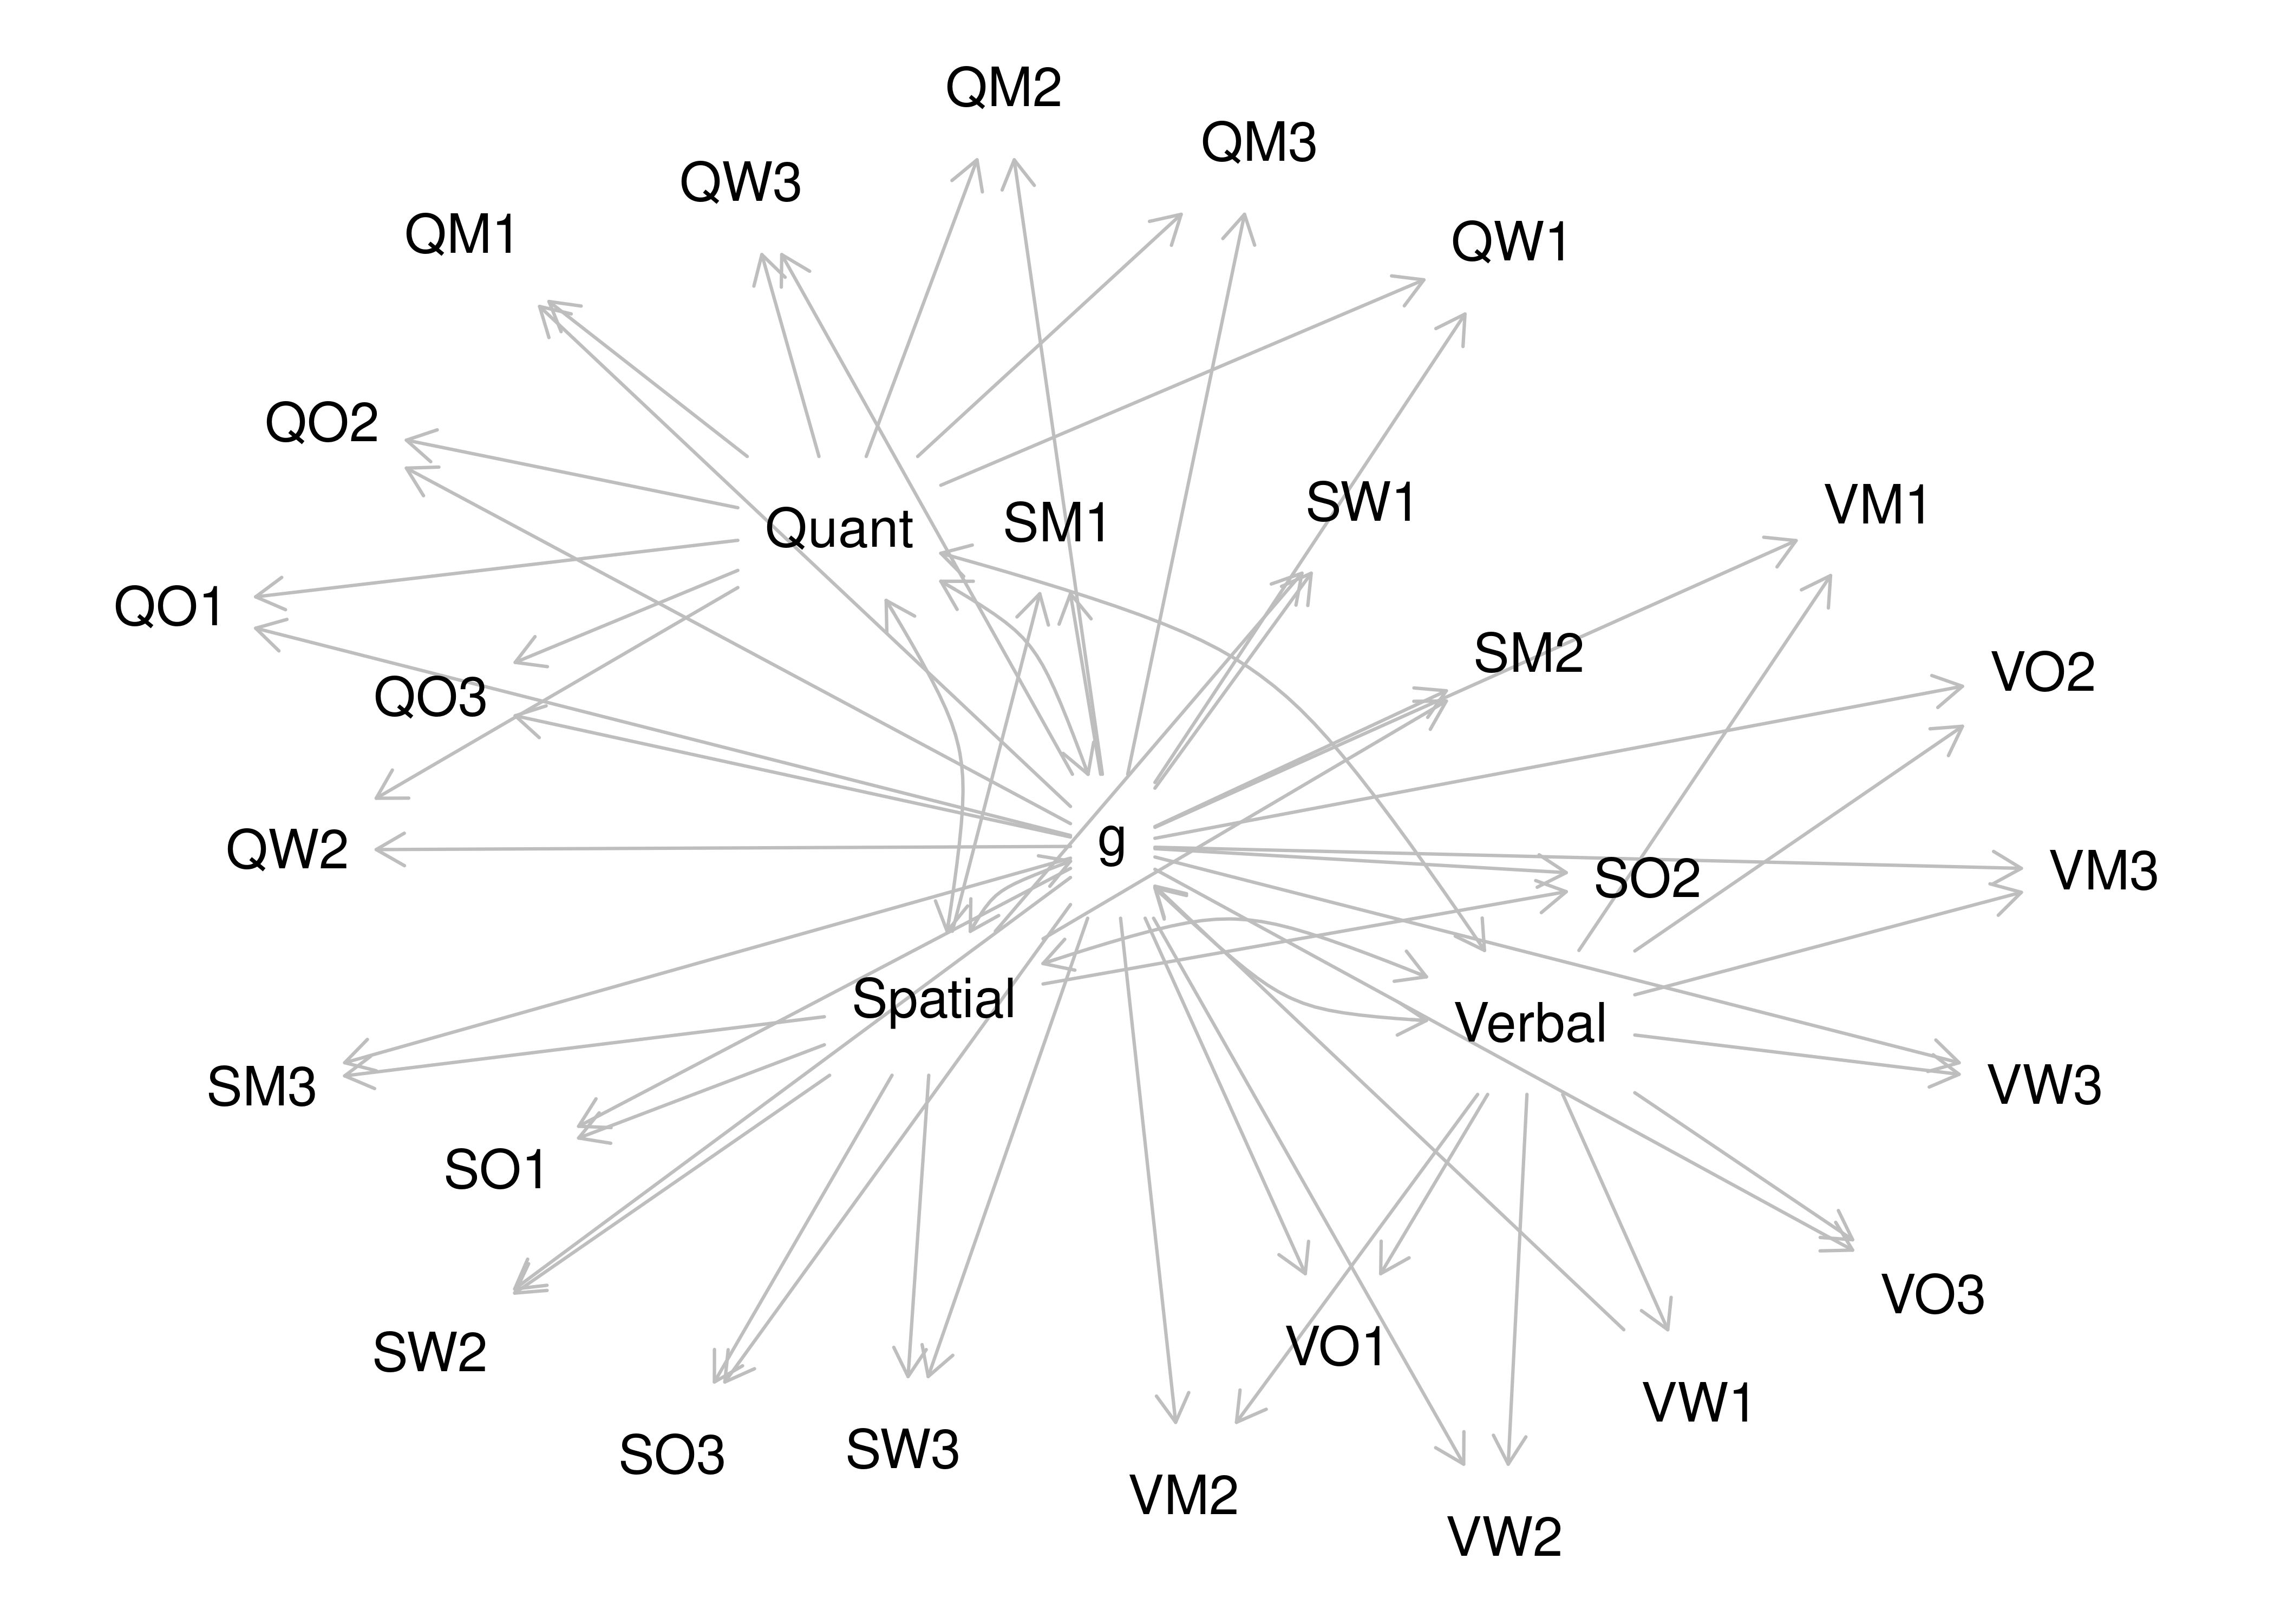 QM2
QM3
QW3
QM1
QW1
QO2
SW1
VM1
SM1
Quant
QO1
SM2
VO2
QO3
g
QW2
VM3
SO2
Spatial
Verbal
SM3
VW3
SO1
VO3
VO1
SW2
VW1
SW3
SO3
VM2
VW2